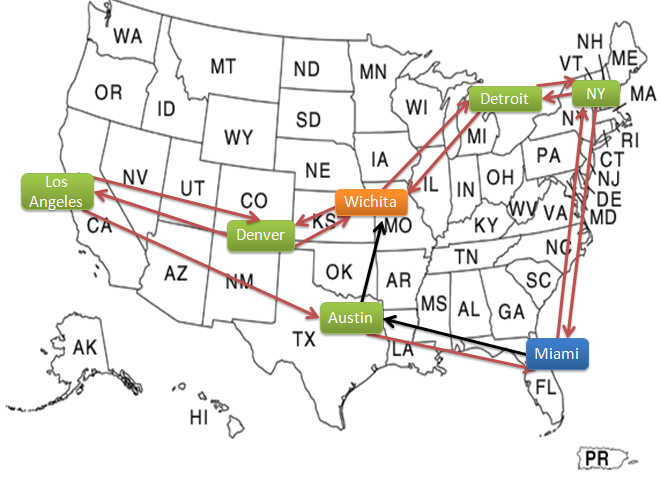 NH
WA
VT
ME
MT
ND
MN
OR
Detroit
NY
MA
ID
WI
SD
N
MI
RI
WY
PA
CT
IA
NE
OH
NJ
NV
UT
IL
IN
Los
Angeles
CO
DE
Wichita
WV
VA
MD
CA
KS
MO
KY
Denver
NC
TN
AZ
NM
OK
AR
SC
MS
AL
GA
Austin
TX
LA
Miami
AK
FL
HI
PR